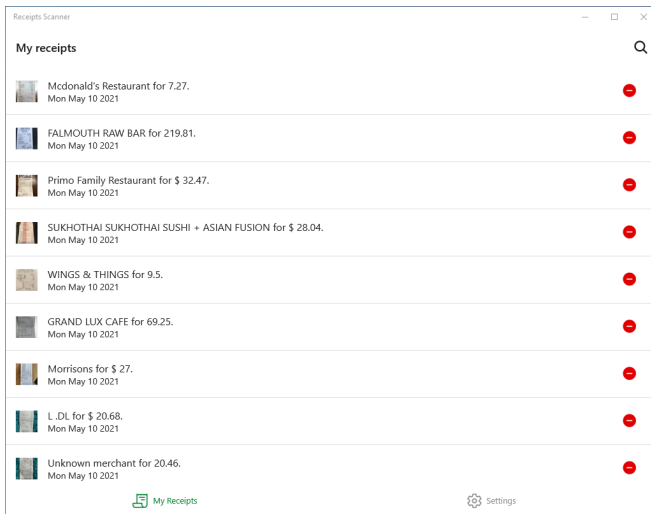 Receipts Scanner
My receipts
Mcdonald's Restaurant for 7.27.
Mon May 10 2021
FALMOUTH RAW BAR for 219.81.
Mon May 10 2021
Primo Family Restaurant for $ 32.47.
Mon May 10 2021
SUKHOTHAI SUKHOTHAI SUSHI + ASIAN FUSION for $ 28.04.
Mon May 10 2021
WINGS & THINGS for 9.5.
Mon May 10 2021
GRAND LUX CAFE for 69.25.
Mon May 10 2021
Morrisons for $ 27.
Mon May 10 2021
L .DL for $ 20.68.
Mon May 10 2021
Unknown merchant for 20.46.
Mon May 10 2021
My Receipts
Settings